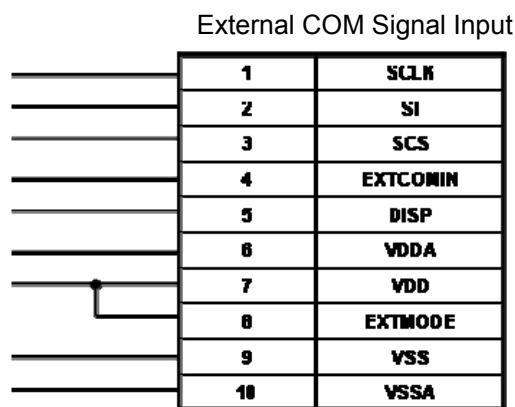 External COM Signal Input
1 SCLK
2 SI
3 SCS
4 EXTCOMIN
5 DISP
6 VDDA
7 VDD
8 EXTMODE
9 VSS
10 VSSA